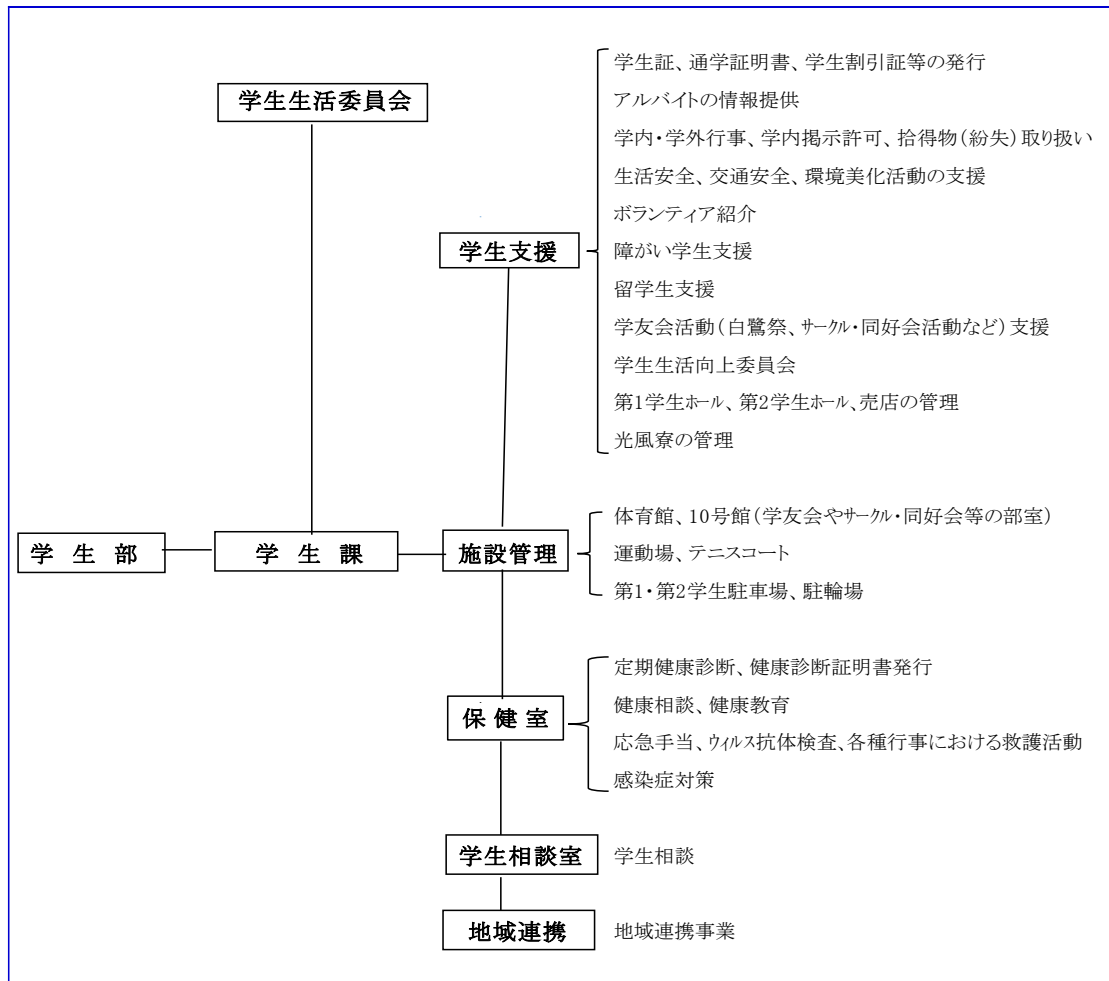 学生生活委員会
学生証、通学証明書、学生割引証等の発行
アルバイトの情報提供
学内・学外行事、学内掲示許可、拾得物(紛失)取り扱い
生活安全、交通安全、環境美化活動の支援
ボランティア紹介
学生支援
障がい学生支援
留学生支援
学友会活動(白鷺祭、ｻｰｸﾙ・同好会活動など)支援
学生生活向上委員会
第1学生ﾎｰﾙ、第2学生ﾎｰﾙ、売店の管理
光風寮の管理
学生部
学生課
施設管理
体育館、10号館(学友会やｻｰｸﾙ・同好会等の部室)
運動場、テニスコート
第1・第2学生駐車場、駐輪場
保健室
定期健康診断、健康診断証明書発行
健康相談、健康教育
応急手当、ｳｨﾙｽ抗体検査、各種行事における救護活動
感染症対策
学生相談室
学生相談
地域連携
地域連携事業